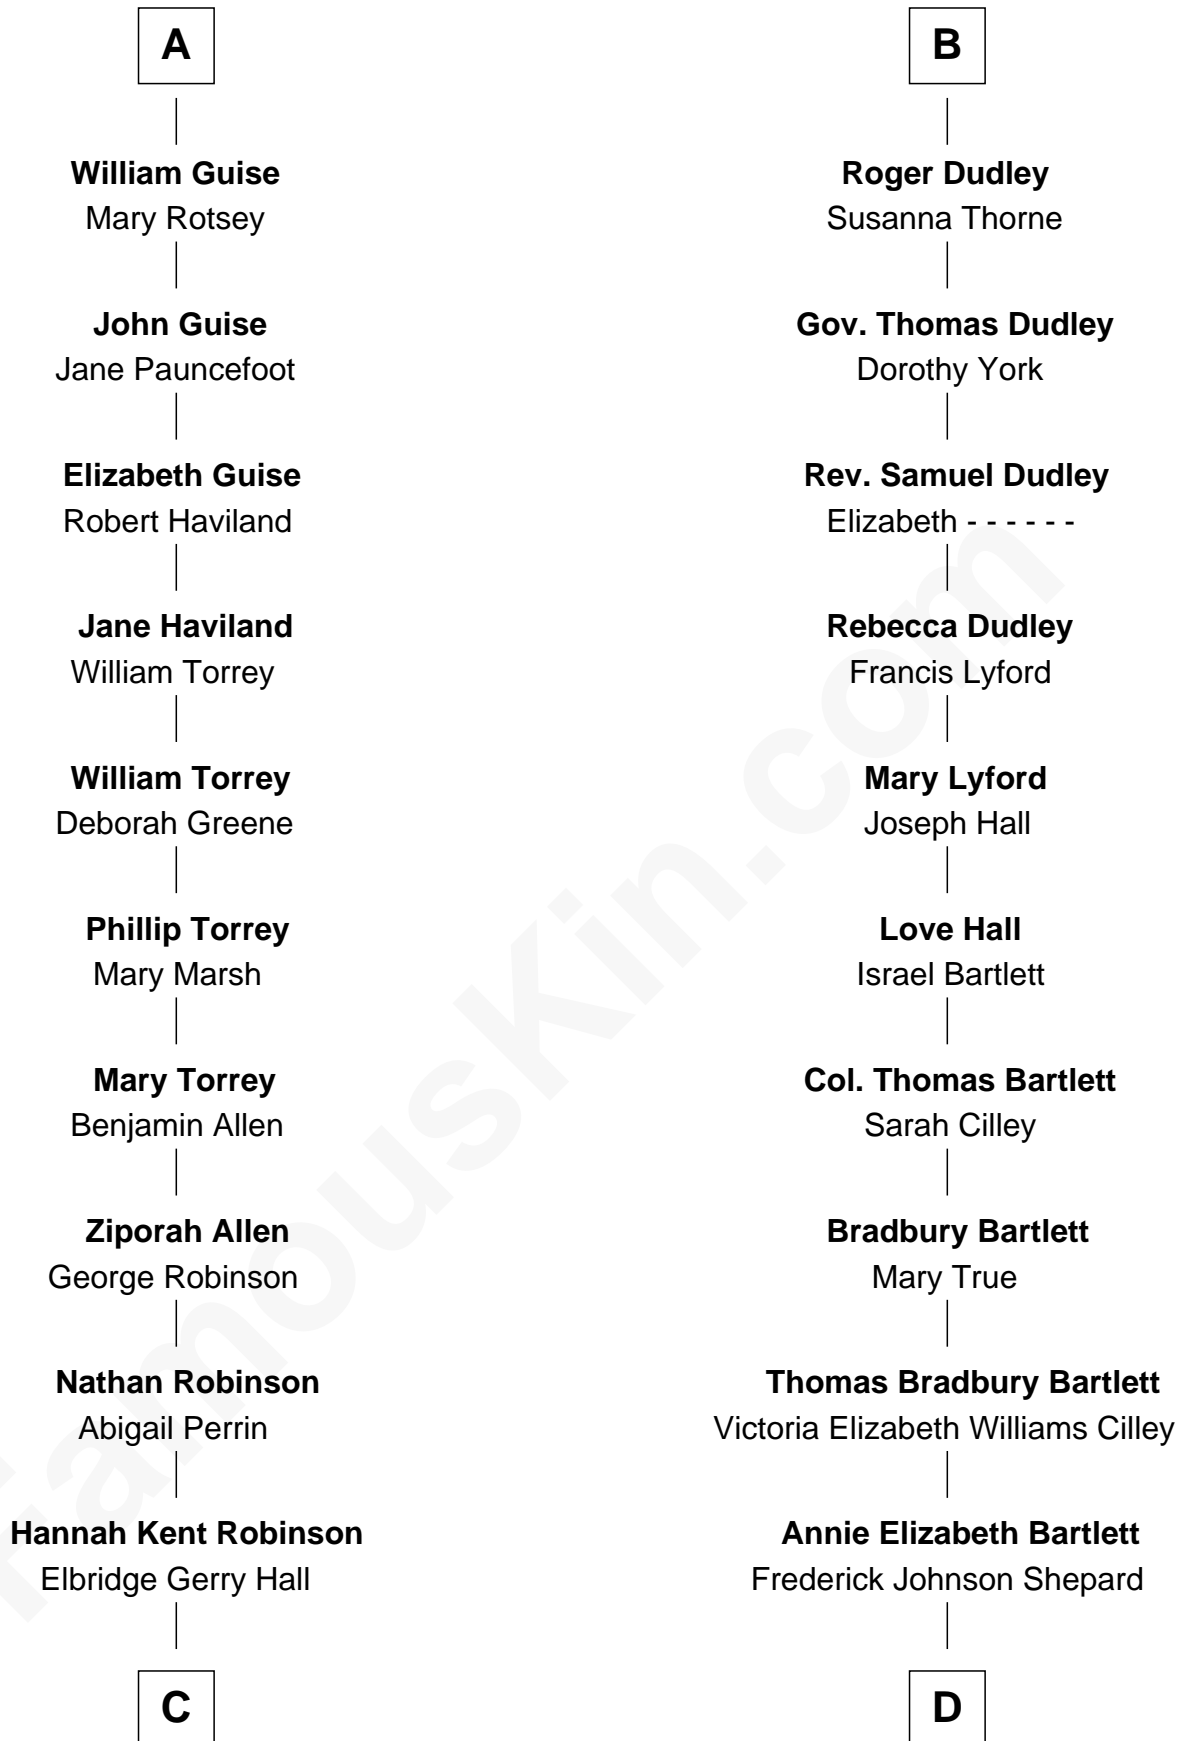 A
William Guise
Mary Rotsey
John Guise
Jane Pauncefoot
Elizabeth Guise
Robert Haviland
Jane Haviland
William Torrey
William Torrey
Deborah Greene
Phillip Torrey
Mary Marsh
Mary Torrey
Benjamin Allen
Ziporah Allen
George Robinson
Nathan Robinson
Abigail Perrin
Hannah Kent Robinson
Elbridge Gerry Hall
C
B
Roger Dudley
Susanna Thorne
Gov. Thomas Dudley
Dorothy York
Rev. Samuel Dudley
Elizabeth - - - - - -
Rebecca Dudley
Francis Lyford
Mary Lyford
Joseph Hall
Love Hall
Israel Bartlett
Col. Thomas Bartlett
Sarah Cilley
Bradbury Bartlett
Mary True
Thomas Bradbury Bartlett
Victoria Elizabeth Williams Cilley
Annie Elizabeth Bartlett
Frederick Johnson Shepard
D
FamousKin.com